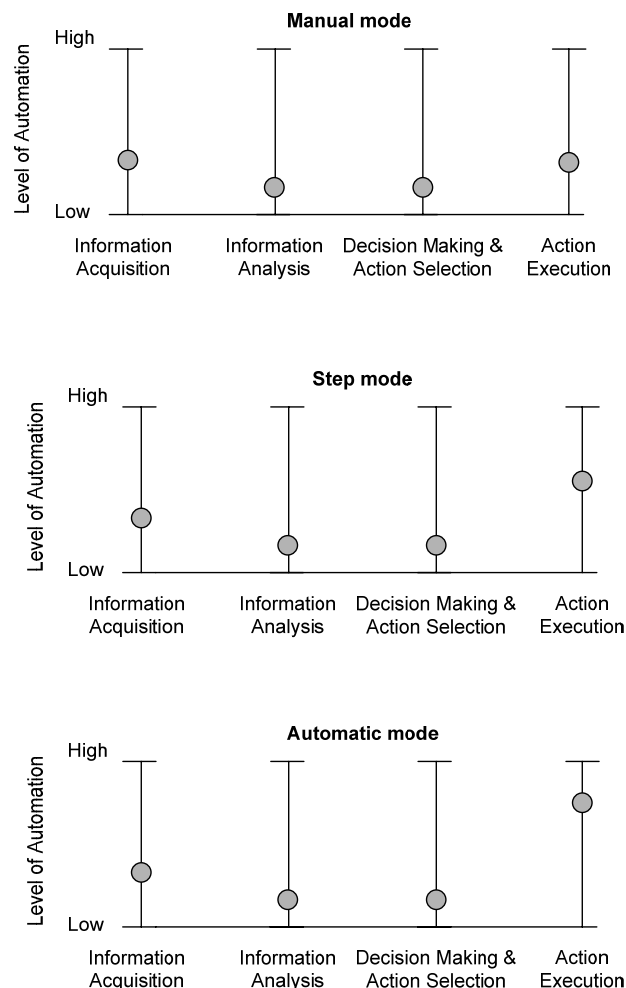 Manual mode
High
Level of Automation
Low
Information Acquisition
Information Analysis
Decision Making & Action Selection
Action Execution
Step mode
High
Level of Automation
Low
Information Acquisition
Information Analysis
Decision Making & Action Selection
Action Execution
Automatic mode
High
Level of Automation
Low
Information Acquisition
Information Analysis
Decision Making & Action Selection
Action Execution